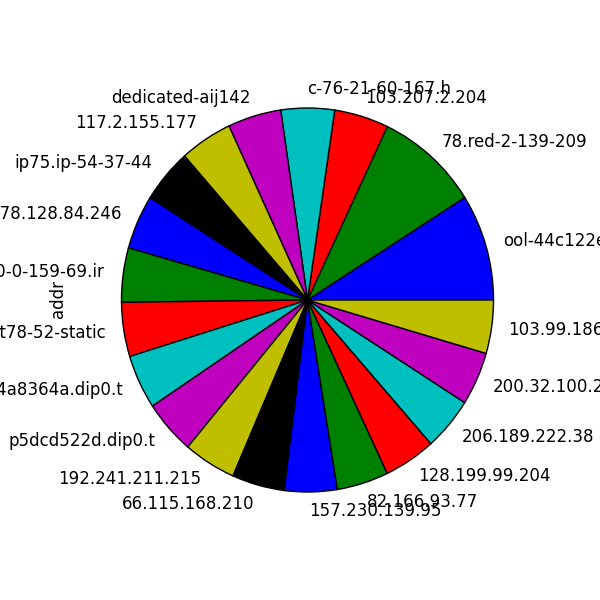 c-76-21-60-167.h
103.207.2.204
dedicated-aij142
117.2.155.177
78.red-2-139-209
ip75.ip-54-37-44
78.128.84.246
ool-44c122e
0-0-159-69.ir
addr
t78-52-static
103.99.186
4a8364a.dip0.t
200.32.100.2
p5dcd522d.dip0.t
206.189.222.38
192.241.211.215
128.199.99.204
66.115.168.210
82.166.93.77
157.230.139.95